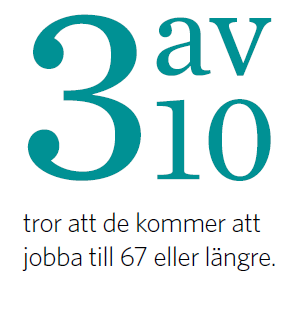 3 av
10
tror att de kommer att
jobba till 67 eller längre.